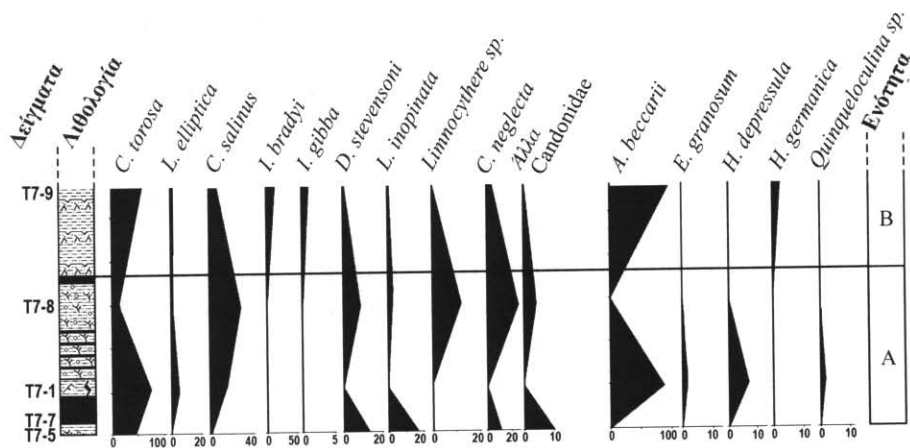 Δείγματα
Λιθολογία
C. torosa
L. elliptica
C. salinus
I. bradyi
I. gibba
D. stevensoni
L. inopinata
Limnocythere sp.
C. neglecta
Άλλα
Candonidae
A. beccarii
E. granosum
H. depressula
H. germanica
Quinqueloculina sp.
Ενότητα
T7-9
B
T7-8
T7-1
A
T7-7
T7-5
0 100 0 20 0 40 0 50 0 5 0 20 0 20 0 20 0 20 0 10 0 100 0 10 0 20 0 10 0 10